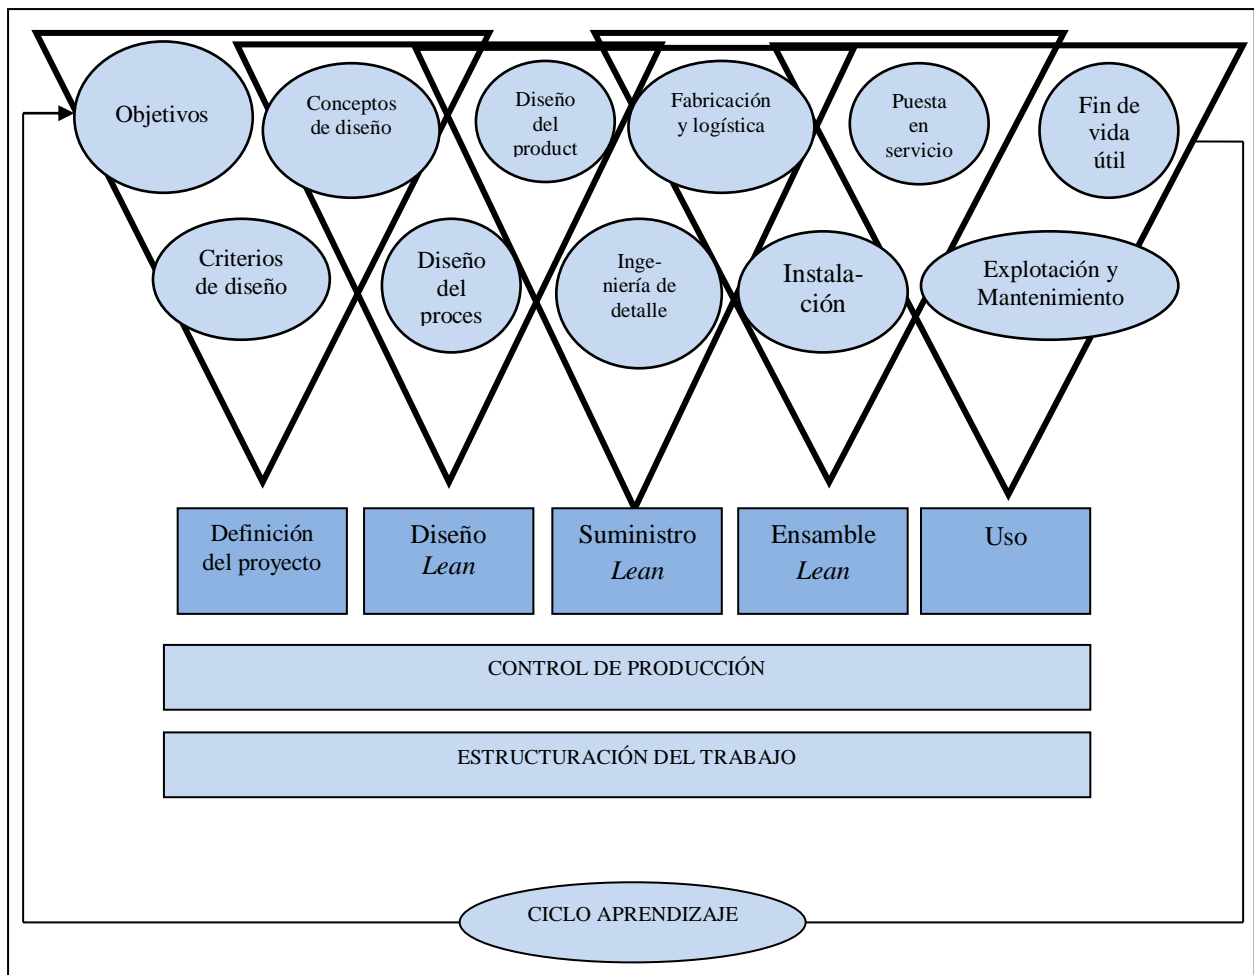 Objetivos
Conceptos
de diseño
Diseño
del
product
Fabricación
y logística
Puesta
en
servicio
Fin de
vida
útil
Criterios
de diseño
Diseño
del
proces
Inge-
niería de
detalle
Instala-
ción
Explotación y
Mantenimiento
Definición
del proyecto
Diseño
Lean
Suministro
Lean
Ensamble
Lean
Uso
CONTROL DE PRODUCCIÓN
ESTRUCTURACIÓN DEL TRABAJO
CICLO APRENDIZAJE